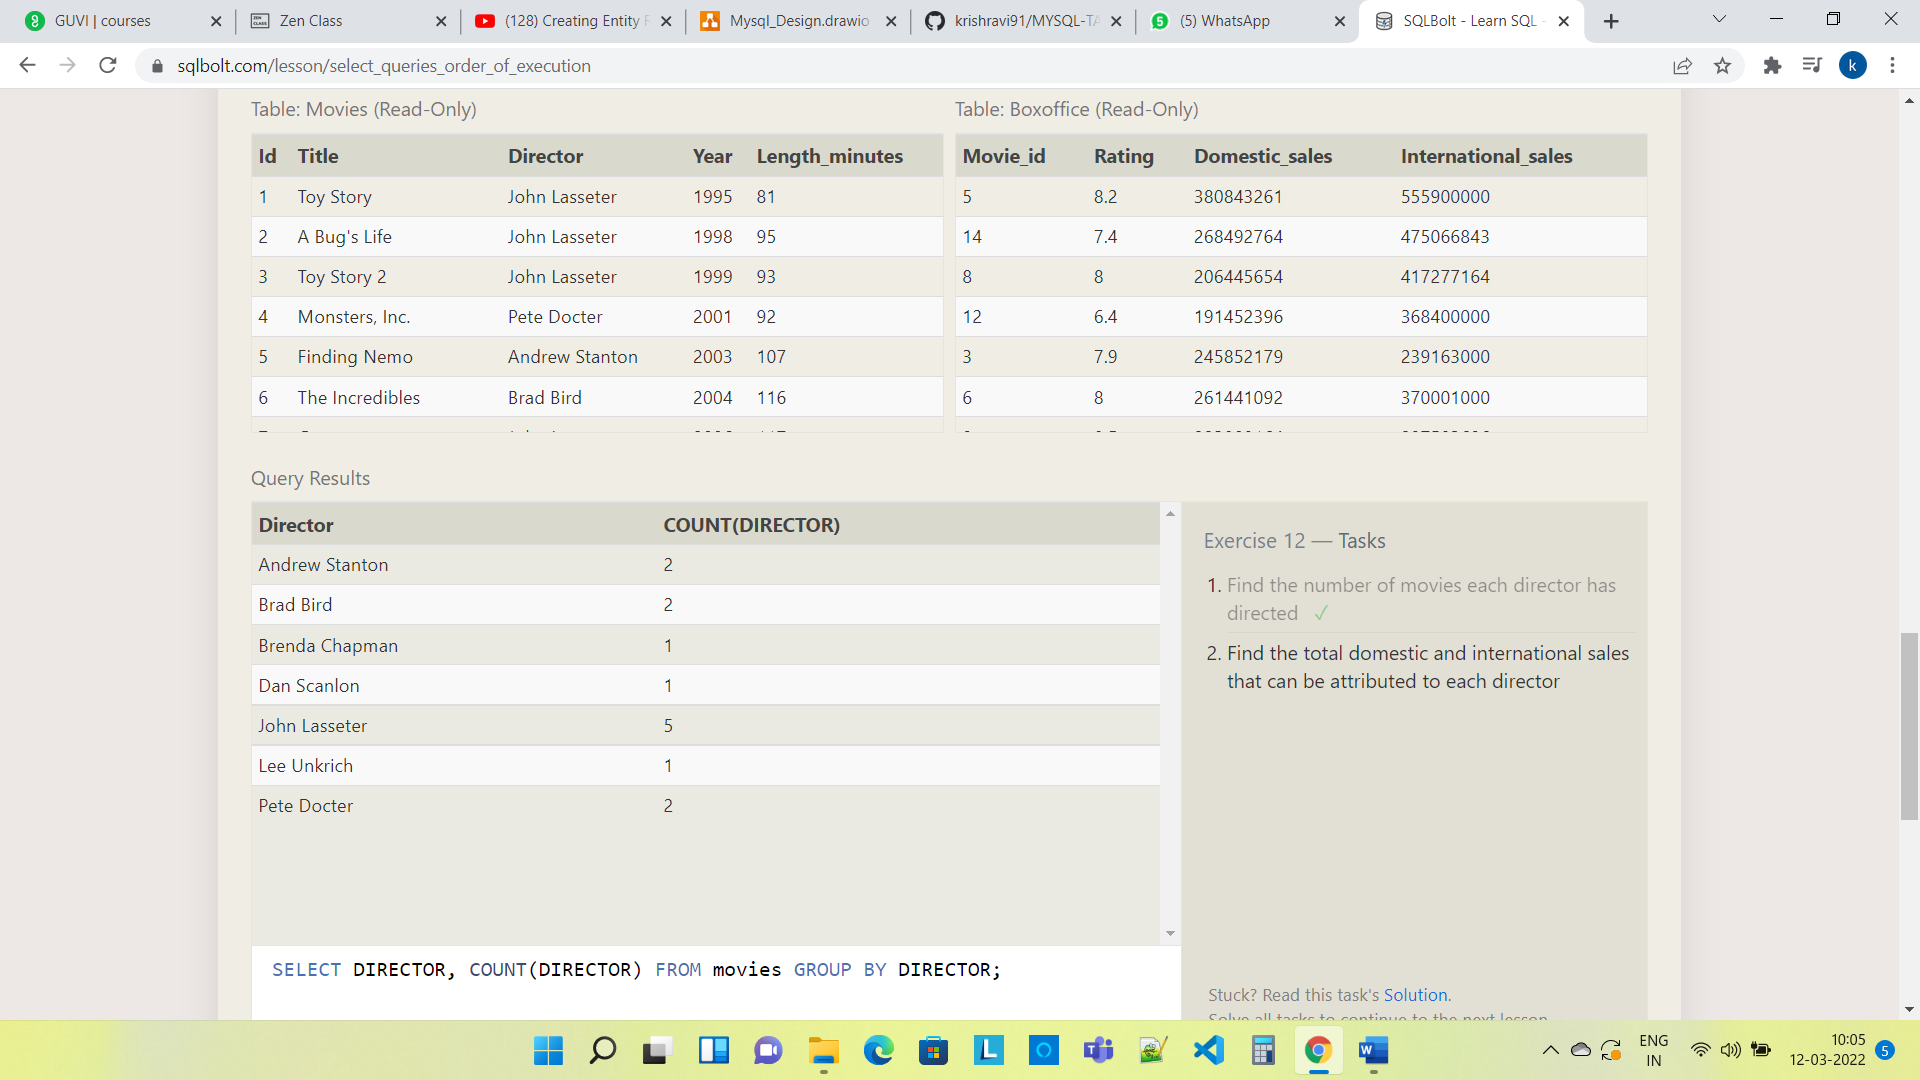 GUVI | courses
Zen Class
(128) Creating Entity R
Mysql_Design.drawio
krishravi91/MYSQL-TA
(5) WhatsApp
SQLBolt - Learn SQL -
sqlbolt.com/lesson/select_queries_order_of_execution
k
Table: Movies (Read-Only)
Id Title Director Year Length_minutes
1 Toy Story John Lasseter 1995 81
2 A Bug's Life John Lasseter 1998 95
3 Toy Story 2 John Lasseter 1999 93
4 Monsters, Inc. Pete Docter 2001 92
5 Finding Nemo Andrew Stanton 2003 107
6 The Incredibles Brad Bird 2004 116
Table: Boxoffice (Read-Only)
Movie_id Rating Domestic_sales International_sales
5 8.2 380843261 555900000
14 7.4 268492764 475066843
8 8 206445654 417277164
12 6.4 191452396 368400000
3 7.9 245852179 239163000
6 8 261441092 370001000
Query Results
Director COUNT(DIRECTOR)
Andrew Stanton 2
Brad Bird 2
Brenda Chapman 1
Dan Scanlon 1
John Lasseter 5
Lee Unkrich 1
Pete Docter 2
SELECT DIRECTOR, COUNT(DIRECTOR) FROM movies GROUP BY DIRECTOR;
Exercise 12 — Tasks
1. Find the number of movies each director has
directed ✓
2. Find the total domestic and international sales
that can be attributed to each director
Stuck? Read this task's Solution.
Solve all tasks to continue to the next lesson.
ENG
IN
10:05
12-03-2022
5